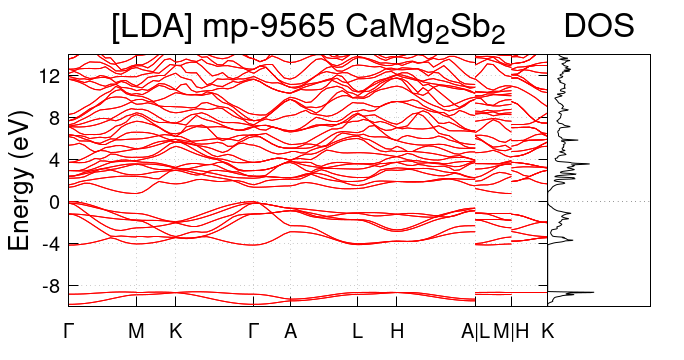 [LDA] mp-9565 CaMg₂Sb₂ DOS
Energy (eV)
12
8
4
0
-4
-8
Γ M K Γ A L H A|L M|H K